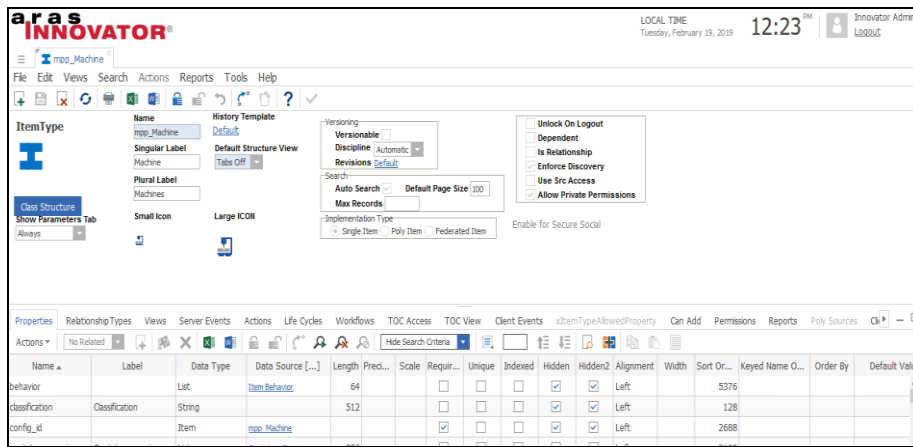 aras
INNOVATOR®
LOCAL TIME
Tuesday, February 19, 2019
12:23 PM
Innovator Admi
Logout
mpp_Machine
File Edit Views Search Actions Reports Tools Help
ItemType
Name
mpp_Machine
History Template
Default
Singular Label
Machine
Default Structure View
Tabs Off
Plural Label
Machines
Class Structure
Show Parameters Tab
Always
Small Icon
Large ICON
Versioning
Versionable
Discipline Automatic
Revisions Default
Search
Auto Search Default Page Size 100
Max Records
Implementation Type
Single Item Poly Item Federated Item
Unlock On Logout
Dependent
Is Relationship
Enforce Discovery
Use Src Access
Allow Private Permissions
Enable for Secure Social
Properties RelationshipTypes Views Server Events Actions Life Cycles Workflows TOC Access TOC View Client Events xItemTypeAllowedProperty Can Add Permissions Reports Poly Sources Cli
Actions No Related Hide Search Criteria
Name Label Data Type Data Source [...] Length Preci... Scale Requir... Unique Indexed Hidden Hidden2 Alignment Width Sort Or... Keyed Name O... Order By Default Valu
behavior List Item Behavior 64 Left 5376
classification Classification String 512 Left 128
config_id Item mpp_Machine Left 2688